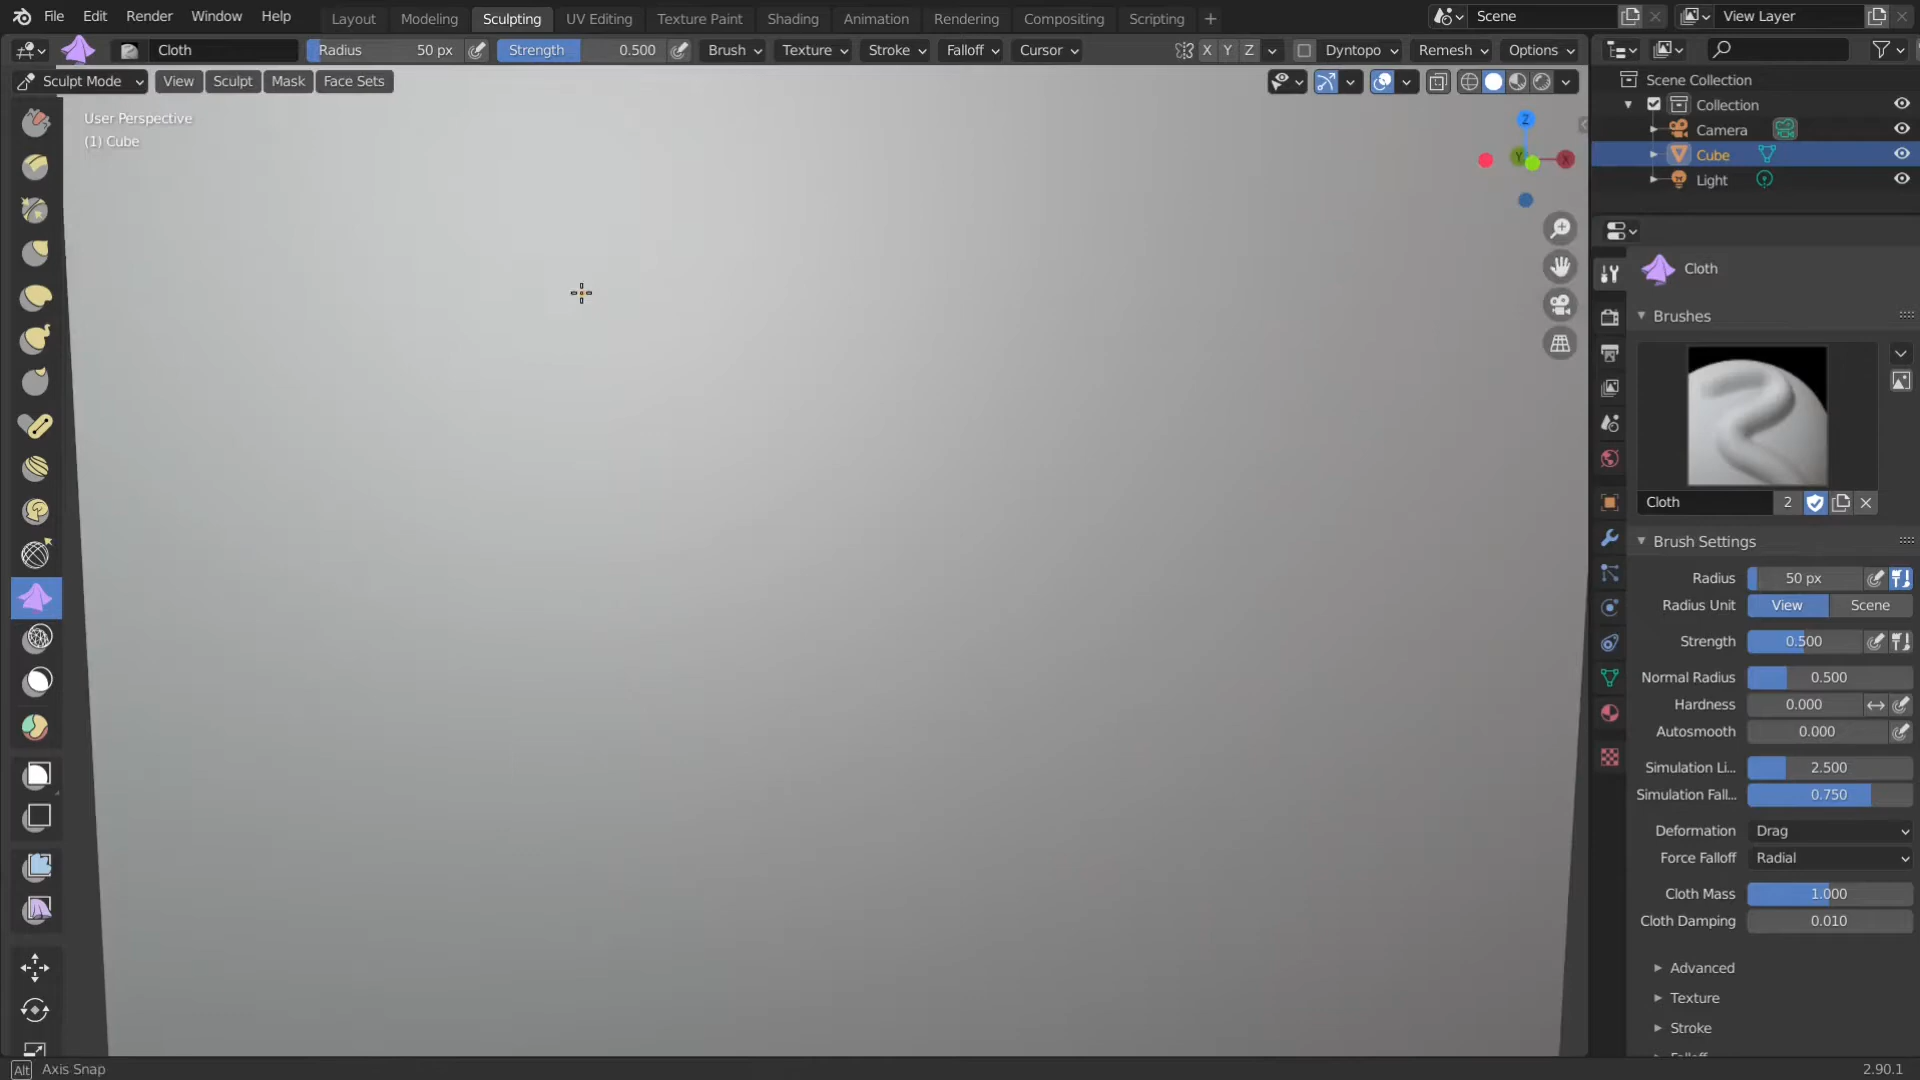 File Edit Render Window Help Layout Modeling Sculpting UV Editing Texture Paint Shading Animation Rendering Compositing Scripting + Scene View Layer
Cloth Radius 50 px Strength 0.500 Brush Texture Stroke Falloff Cursor X Y Z Dyntopo Remesh Options
Sculpt Mode View Sculpt Mask Face Sets
User Perspective
(1) Cube
Z
Y
X
Scene Collection
Collection
Camera
Cube
Light
Cloth
Brushes
Cloth 2
Brush Settings
Radius 50 px
Radius Unit View Scene
Strength 0.500
Normal Radius 0.500
Hardness 0.000
Autosmooth 0.000
Simulation Li... 2.500
Simulation Fall... 0.750
Deformation Drag
Force Falloff Radial
Cloth Mass 1.000
Cloth Damping 0.010
Advanced
Texture
Stroke
Falloff
Alt Axis Snap 2.90.1